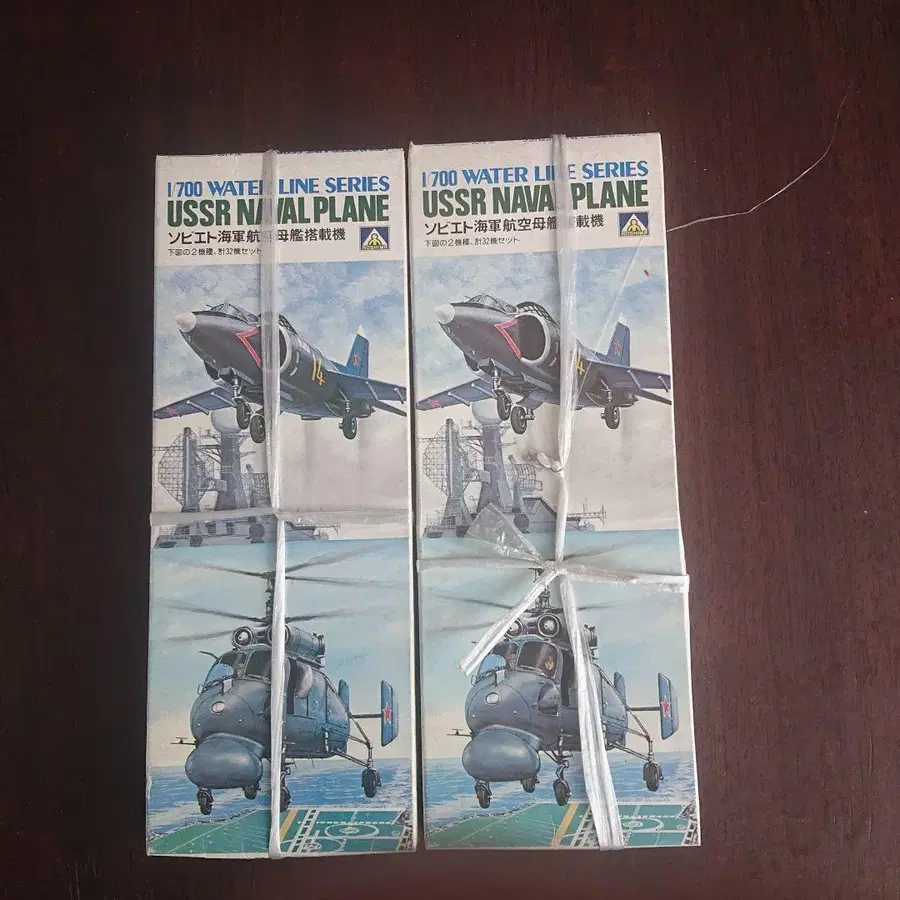 1/700 WATER LINE SERIES
USSR NAVAL PLANE
ソビエト海軍航空母艦搭載機
下図の2機種、計32機セット
14
1/700 WATER LINE SERIES
USSR NAVAL PLANE
ソビエト海軍航空母艦搭載機
下図の2機種、計32機セット
4